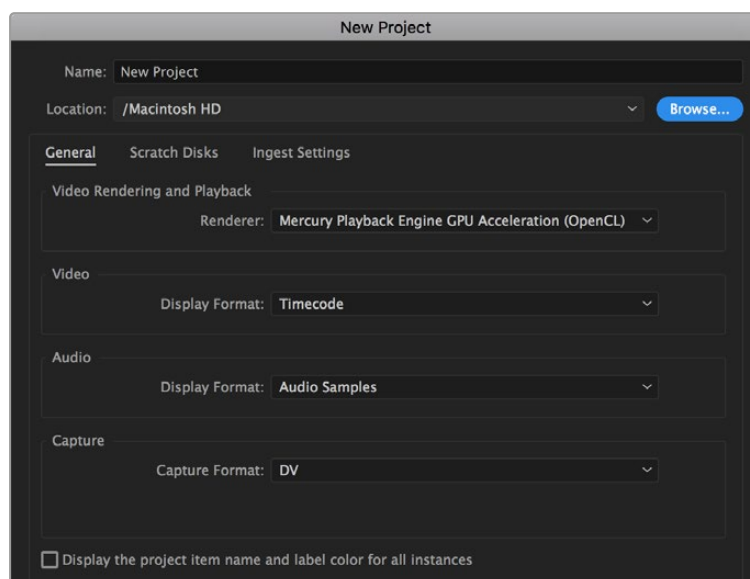 New Project
Name: New Project
Location: /Macintosh HD Browse...
General Scratch Disks Ingest Settings
Video Rendering and Playback
Renderer: Mercury Playback Engine GPU Acceleration (OpenCL)
Video
Display Format: Timecode
Audio
Display Format: Audio Samples
Capture
Capture Format: DV
Display the project item name and label color for all instances